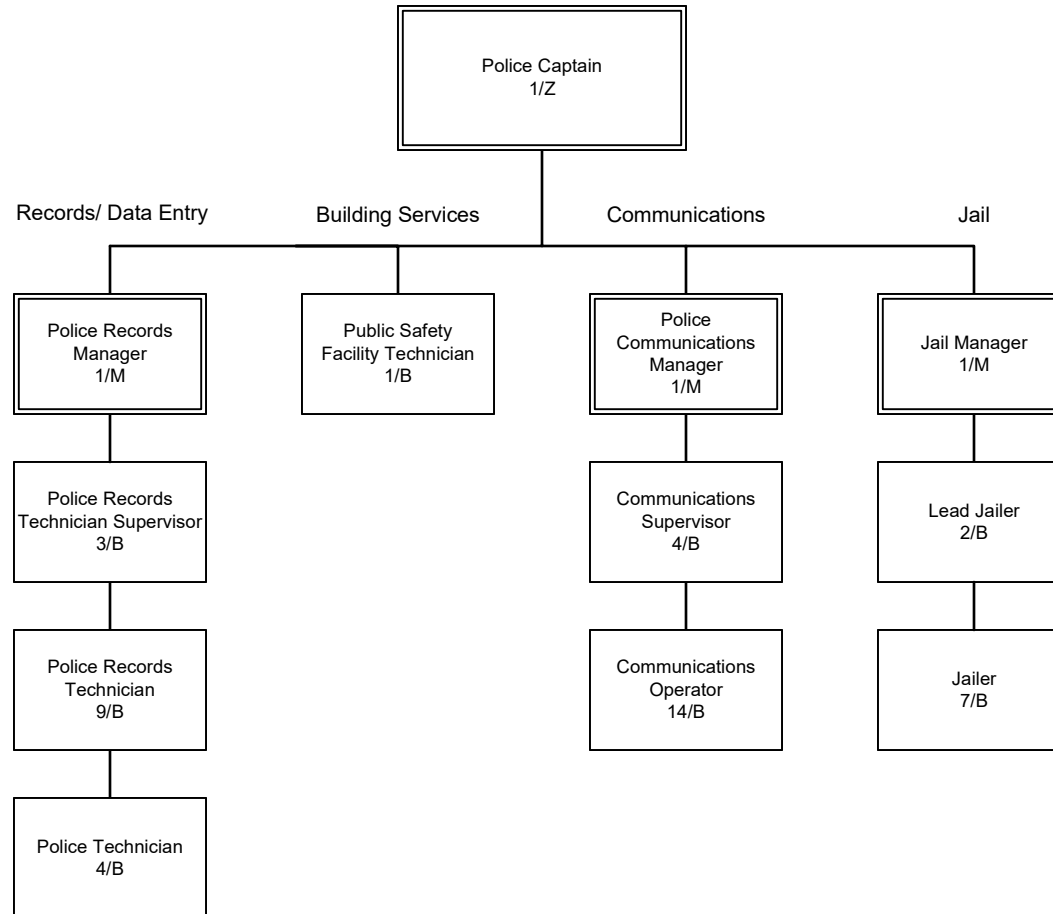 Police Captain
1/Z
Records/ Data Entry
Building Services
Communications
Jail
Police Records
Manager
1/M
Public Safety
Facility Technician
1/B
Police
Communications
Manager
1/M
Jail Manager
1/M
Police Records
Technician Supervisor
3/B
Communications
Supervisor
4/B
Lead Jailer
2/B
Police Records
Technician
9/B
Communications
Operator
14/B
Jailer
7/B
Police Technician
4/B